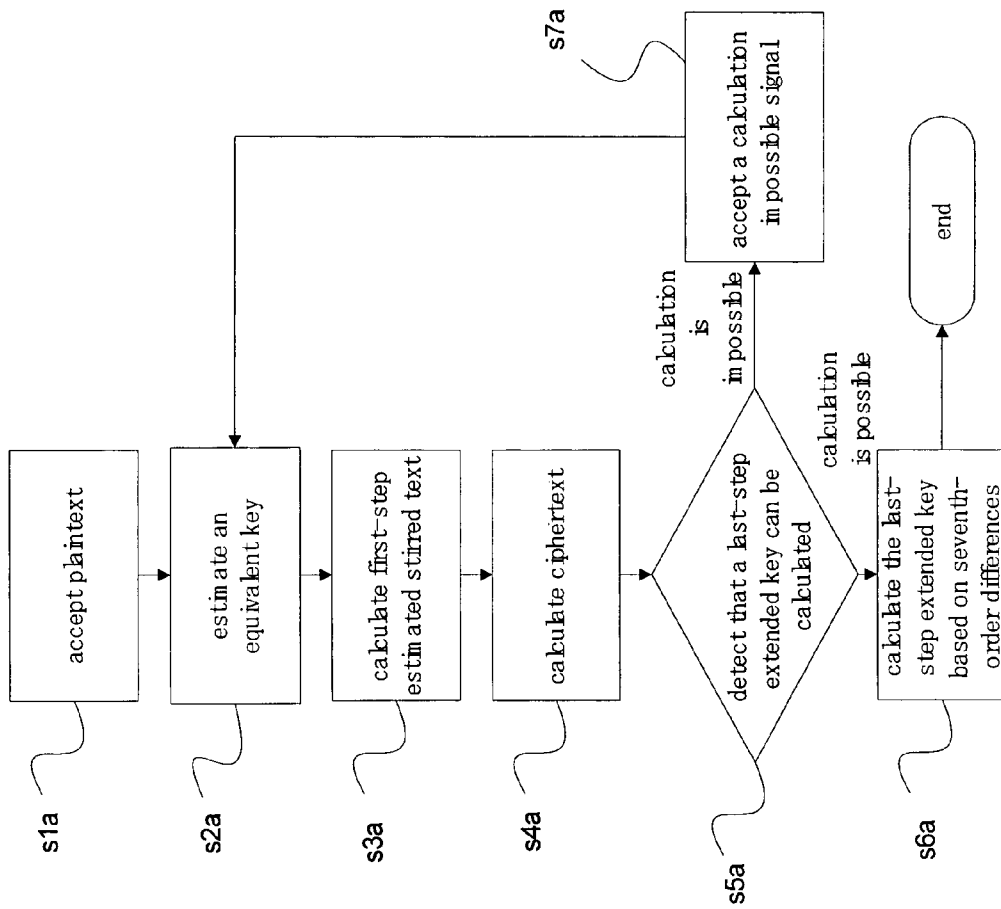 s1a
accept plaintext
s2a
estimate an
equivalent key
s3a
calculate first-step
estimated stirred text
s4a
calculate ciphertext
s5a
detect that a last-step
extended key can be
calculated
calculation
is
impossible
s7a
accept a calculation
impossible signal
calculation
is possible
s6a
calculate the last-
step extended key
based on seventh-
order differences
end